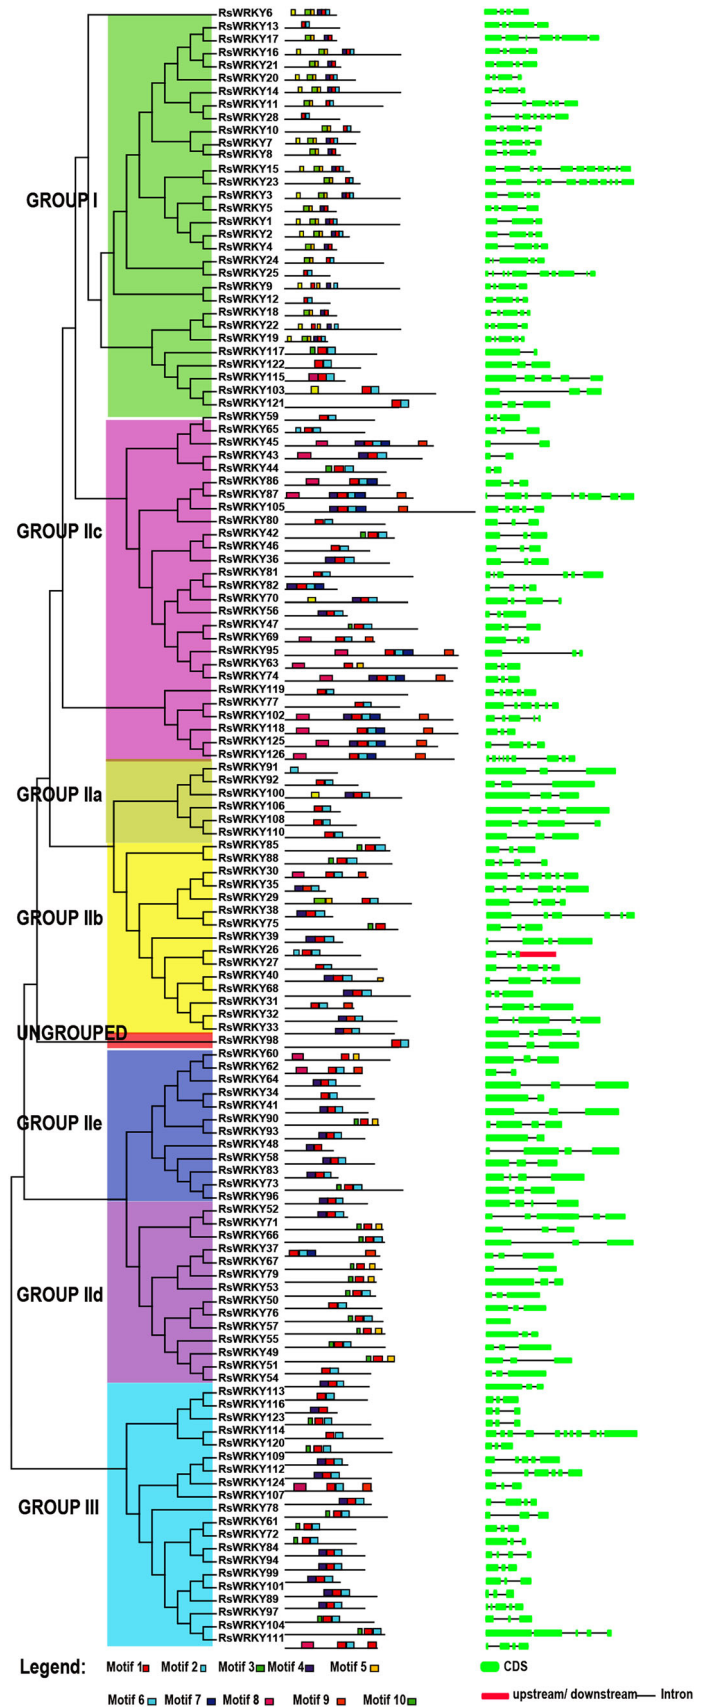 RsWRKY6
RsWRKY13
RsWRKY17
RsWRKY16
RsWRKY21
RsWRKY20
RsWRKY14
RsWRKY11
RsWRKY28
RsWRKY10
RsWRKY7
RsWRKY8
RsWRKY15
RsWRKY23
GROUP I
RsWRKY3
RsWRKY5
RsWRKY1
RsWRKY2
RsWRKY4
RsWRKY24
RsWRKY25
RsWRKY9
RsWRKY12
RsWRKY18
RsWRKY22
RsWRKY19
RsWRKY117
RsWRKY122
RsWRKY115
RsWRKY103
RsWRKY121
RsWRKY59
RsWRKY65
RsWRKY45
RsWRKY43
RsWRKY44
RsWRKY86
RsWRKY87
RsWRKY105
RsWRKY80
GROUP IIc
RsWRKY42
RsWRKY46
RsWRKY36
RsWRKY81
RsWRKY82
RsWRKY70
RsWRKY56
RsWRKY47
RsWRKY69
RsWRKY95
RsWRKY63
RsWRKY74
RsWRKY119
RsWRKY77
RsWRKY102
RsWRKY118
RsWRKY125
RsWRKY126
RsWRKY91
RsWRKY92
GROUP IIa
RsWRKY100
RsWRKY106
RsWRKY108
RsWRKY110
RsWRKY85
RsWRKY88
RsWRKY30
RsWRKY35
RsWRKY29
RsWRKY38
GROUP IIb
RsWRKY75
RsWRKY39
RsWRKY26
RsWRKY27
RsWRKY40
RsWRKY68
RsWRKY31
RsWRKY32
RsWRKY33
UNGROUPED
RsWRKY98
RsWRKY60
RsWRKY62
RsWRKY64
RsWRKY34
RsWRKY41
RsWRKY90
GROUP IIe
RsWRKY93
RsWRKY48
RsWRKY58
RsWRKY83
RsWRKY73
RsWRKY96
RsWRKY52
RsWRKY71
RsWRKY66
RsWRKY37
RsWRKY67
RsWRKY79
RsWRKY53
GROUP IId
RsWRKY50
RsWRKY76
RsWRKY57
RsWRKY55
RsWRKY49
RsWRKY51
RsWRKY54
RsWRKY113
RsWRKY116
RsWRKY123
RsWRKY114
RsWRKY120
RsWRKY109
RsWRKY112
RsWRKY124
RsWRKY107
GROUP III
RsWRKY78
RsWRKY61
RsWRKY72
RsWRKY84
RsWRKY94
RsWRKY99
RsWRKY101
RsWRKY89
RsWRKY97
RsWRKY104
RsWRKY111
Legend: Motif 1 Motif 2 Motif 3 Motif 4 Motif 5 CDS
Motif 6 Motif 7 Motif 8 Motif 9 Motif 10 upstream/ downstream Intron